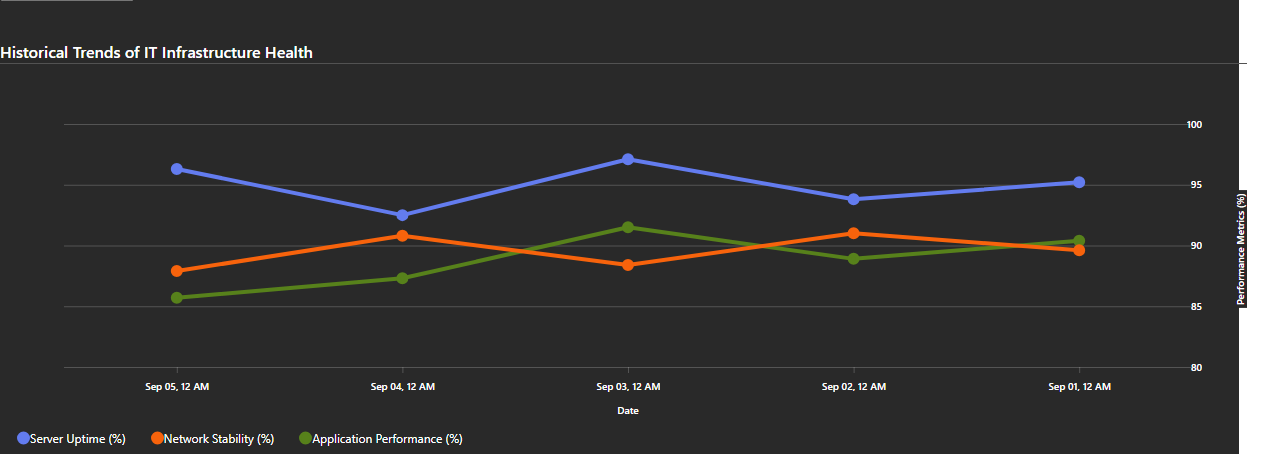 Historical Trends of IT Infrastructure Health
100
95
90
85
80
Performance Metrics (%)
Sep 05, 12 AM
Sep 04, 12 AM
Sep 03, 12 AM
Sep 02, 12 AM
Sep 01, 12 AM
Date
Server Uptime (%)
Network Stability (%)
Application Performance (%)